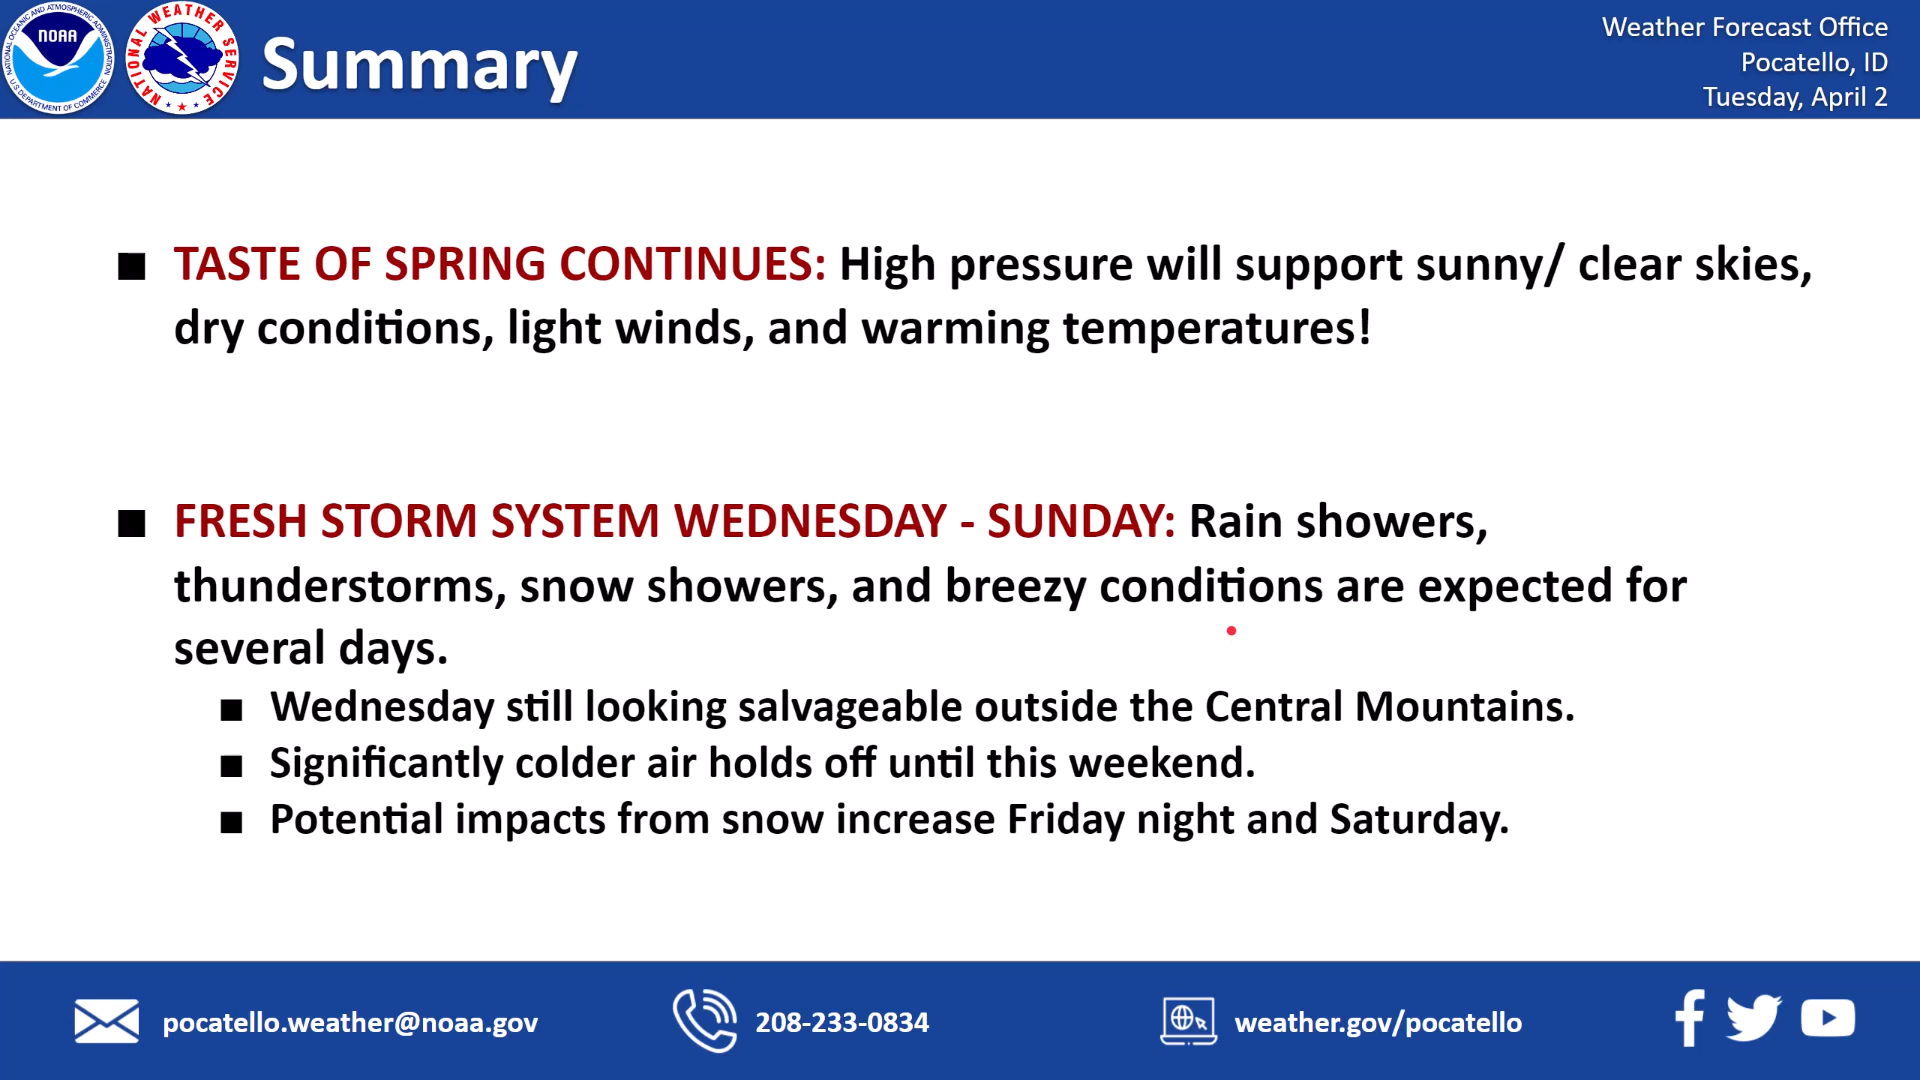 NOAA
NATIONAL OCEANIC AND ATMOSPHERIC ADMINISTRATION
U.S. DEPARTMENT OF COMMERCE
NATIONAL WEATHER SERVICE
Summary
Weather Forecast Office
Pocatello, ID
Tuesday, April 2
■ TASTE OF SPRING CONTINUES: High pressure will support sunny/ clear skies,
dry conditions, light winds, and warming temperatures!
■ FRESH STORM SYSTEM WEDNESDAY - SUNDAY: Rain showers,
thunderstorms, snow showers, and breezy conditions are expected for
several days.
■ Wednesday still looking salvageable outside the Central Mountains.
■ Significantly colder air holds off until this weekend.
■ Potential impacts from snow increase Friday night and Saturday.
pocatello.weather@noaa.gov
208-233-0834
weather.gov/pocatello